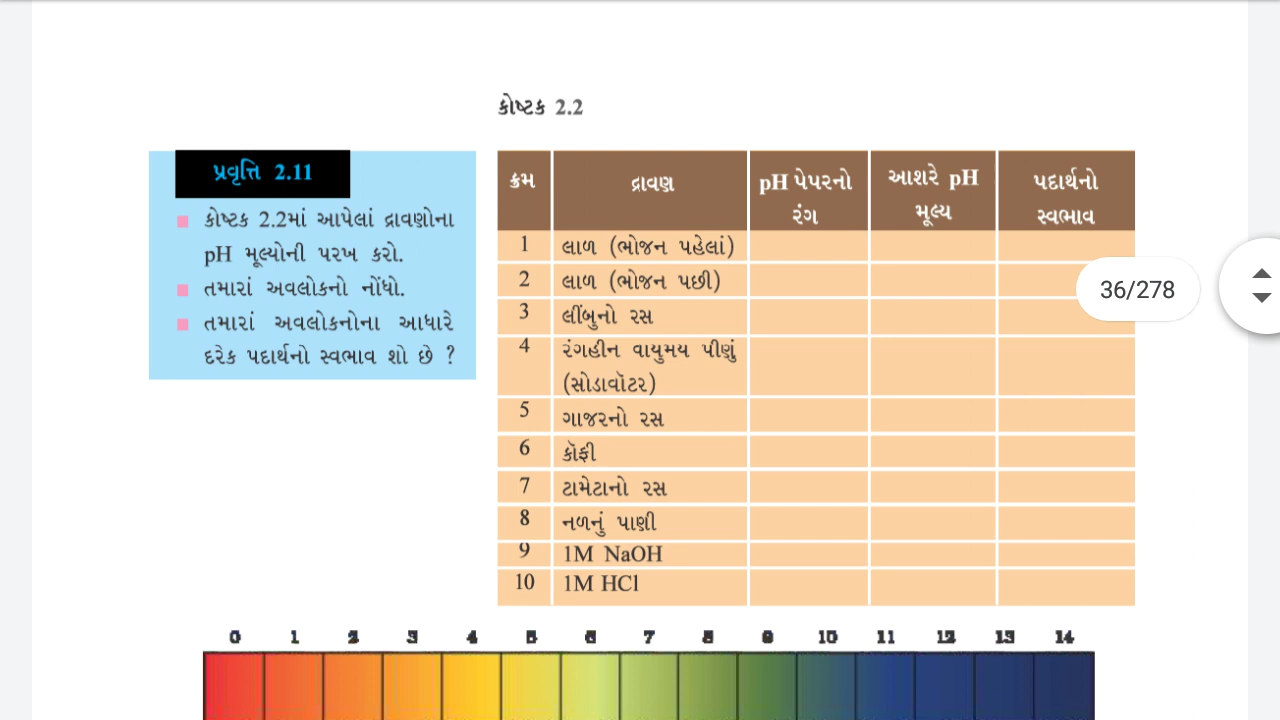 કોષ્ટક 2.2
પ્રવૃત્તિ 2.11
કોષ્ટક 2.2માં આપેલાં દ્રાવણોના
pH મૂલ્યોની પરખ કરો.
તમારાં અવલોકનો નોંધો.
તમારાં અવલોકનોના આધારે
દરેક પદાર્થનો સ્વભાવ શો છે ?
ક્રમ દ્રાવણ pH પેપરનો રંગ આશરે pH મૂલ્ય પદાર્થનો સ્વભાવ
1 લાળ (ભોજન પહેલાં)
2 લાળ (ભોજન પછી)
3 લીંબુનો રસ
4 રંગહીન વાયુમય પીણું
(સોડાવૉટર)
5 ગાજરનો રસ
6 કૉફી
7 ટામેટાનો રસ
8 નળનું પાણી
9 1M NaOH
10 1M HCl
36/278
0 1 2 3 4 5 6 7 8 9 10 11 12 13 14